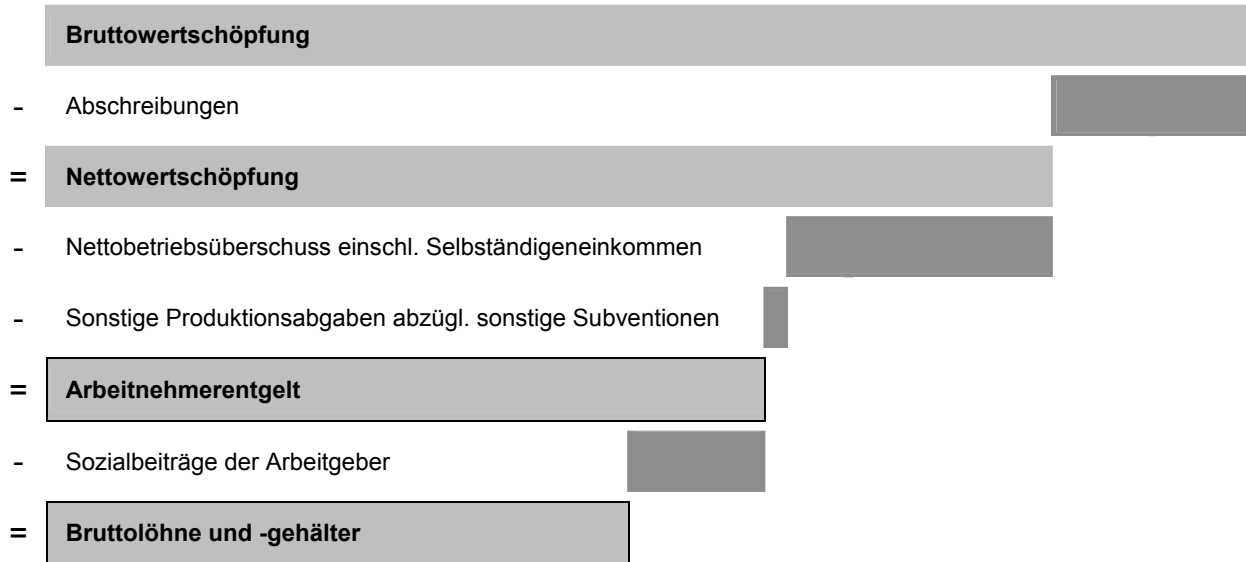 Bruttowertschöpfung
- Abschreibungen
= Nettowertschöpfung
- Nettobetriebsüberschuss einschl. Selbständigeneinkommen
- Sonstige Produktionsabgaben abzügl. sonstige Subventionen
= Arbeitnehmerentgelt
- Sozialbeiträge der Arbeitgeber
= Bruttolöhne und -gehälter